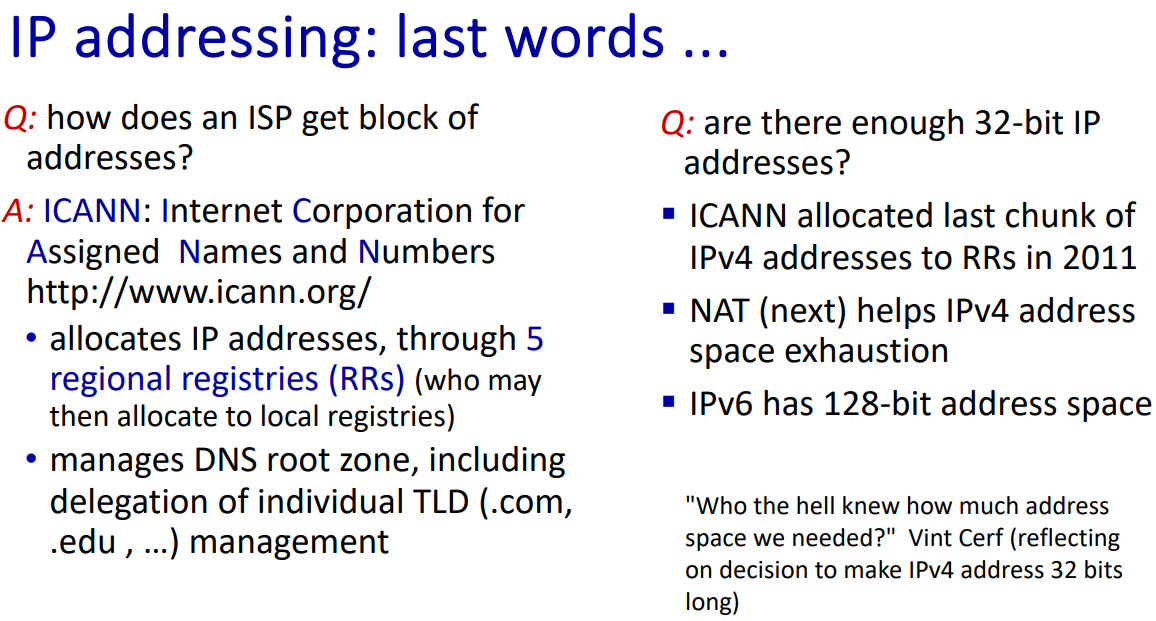 IP addressing: last words ...
Q: how does an ISP get block of
addresses?
A: ICANN: Internet Corporation for
Assigned  Names and Numbers
http://www.icann.org/
• allocates IP addresses, through 5
regional registries (RRs) (who may
then allocate to local registries)
• manages DNS root zone, including
delegation of individual TLD (.com,
.edu , …) management
Q: are there enough 32-bit IP
addresses?
▪ ICANN allocated last chunk of
IPv4 addresses to RRs in 2011
▪ NAT (next) helps IPv4 address
space exhaustion
▪ IPv6 has 128-bit address space
"Who the hell knew how much address
space we needed?"  Vint Cerf (reflecting
on decision to make IPv4 address 32 bits
long)